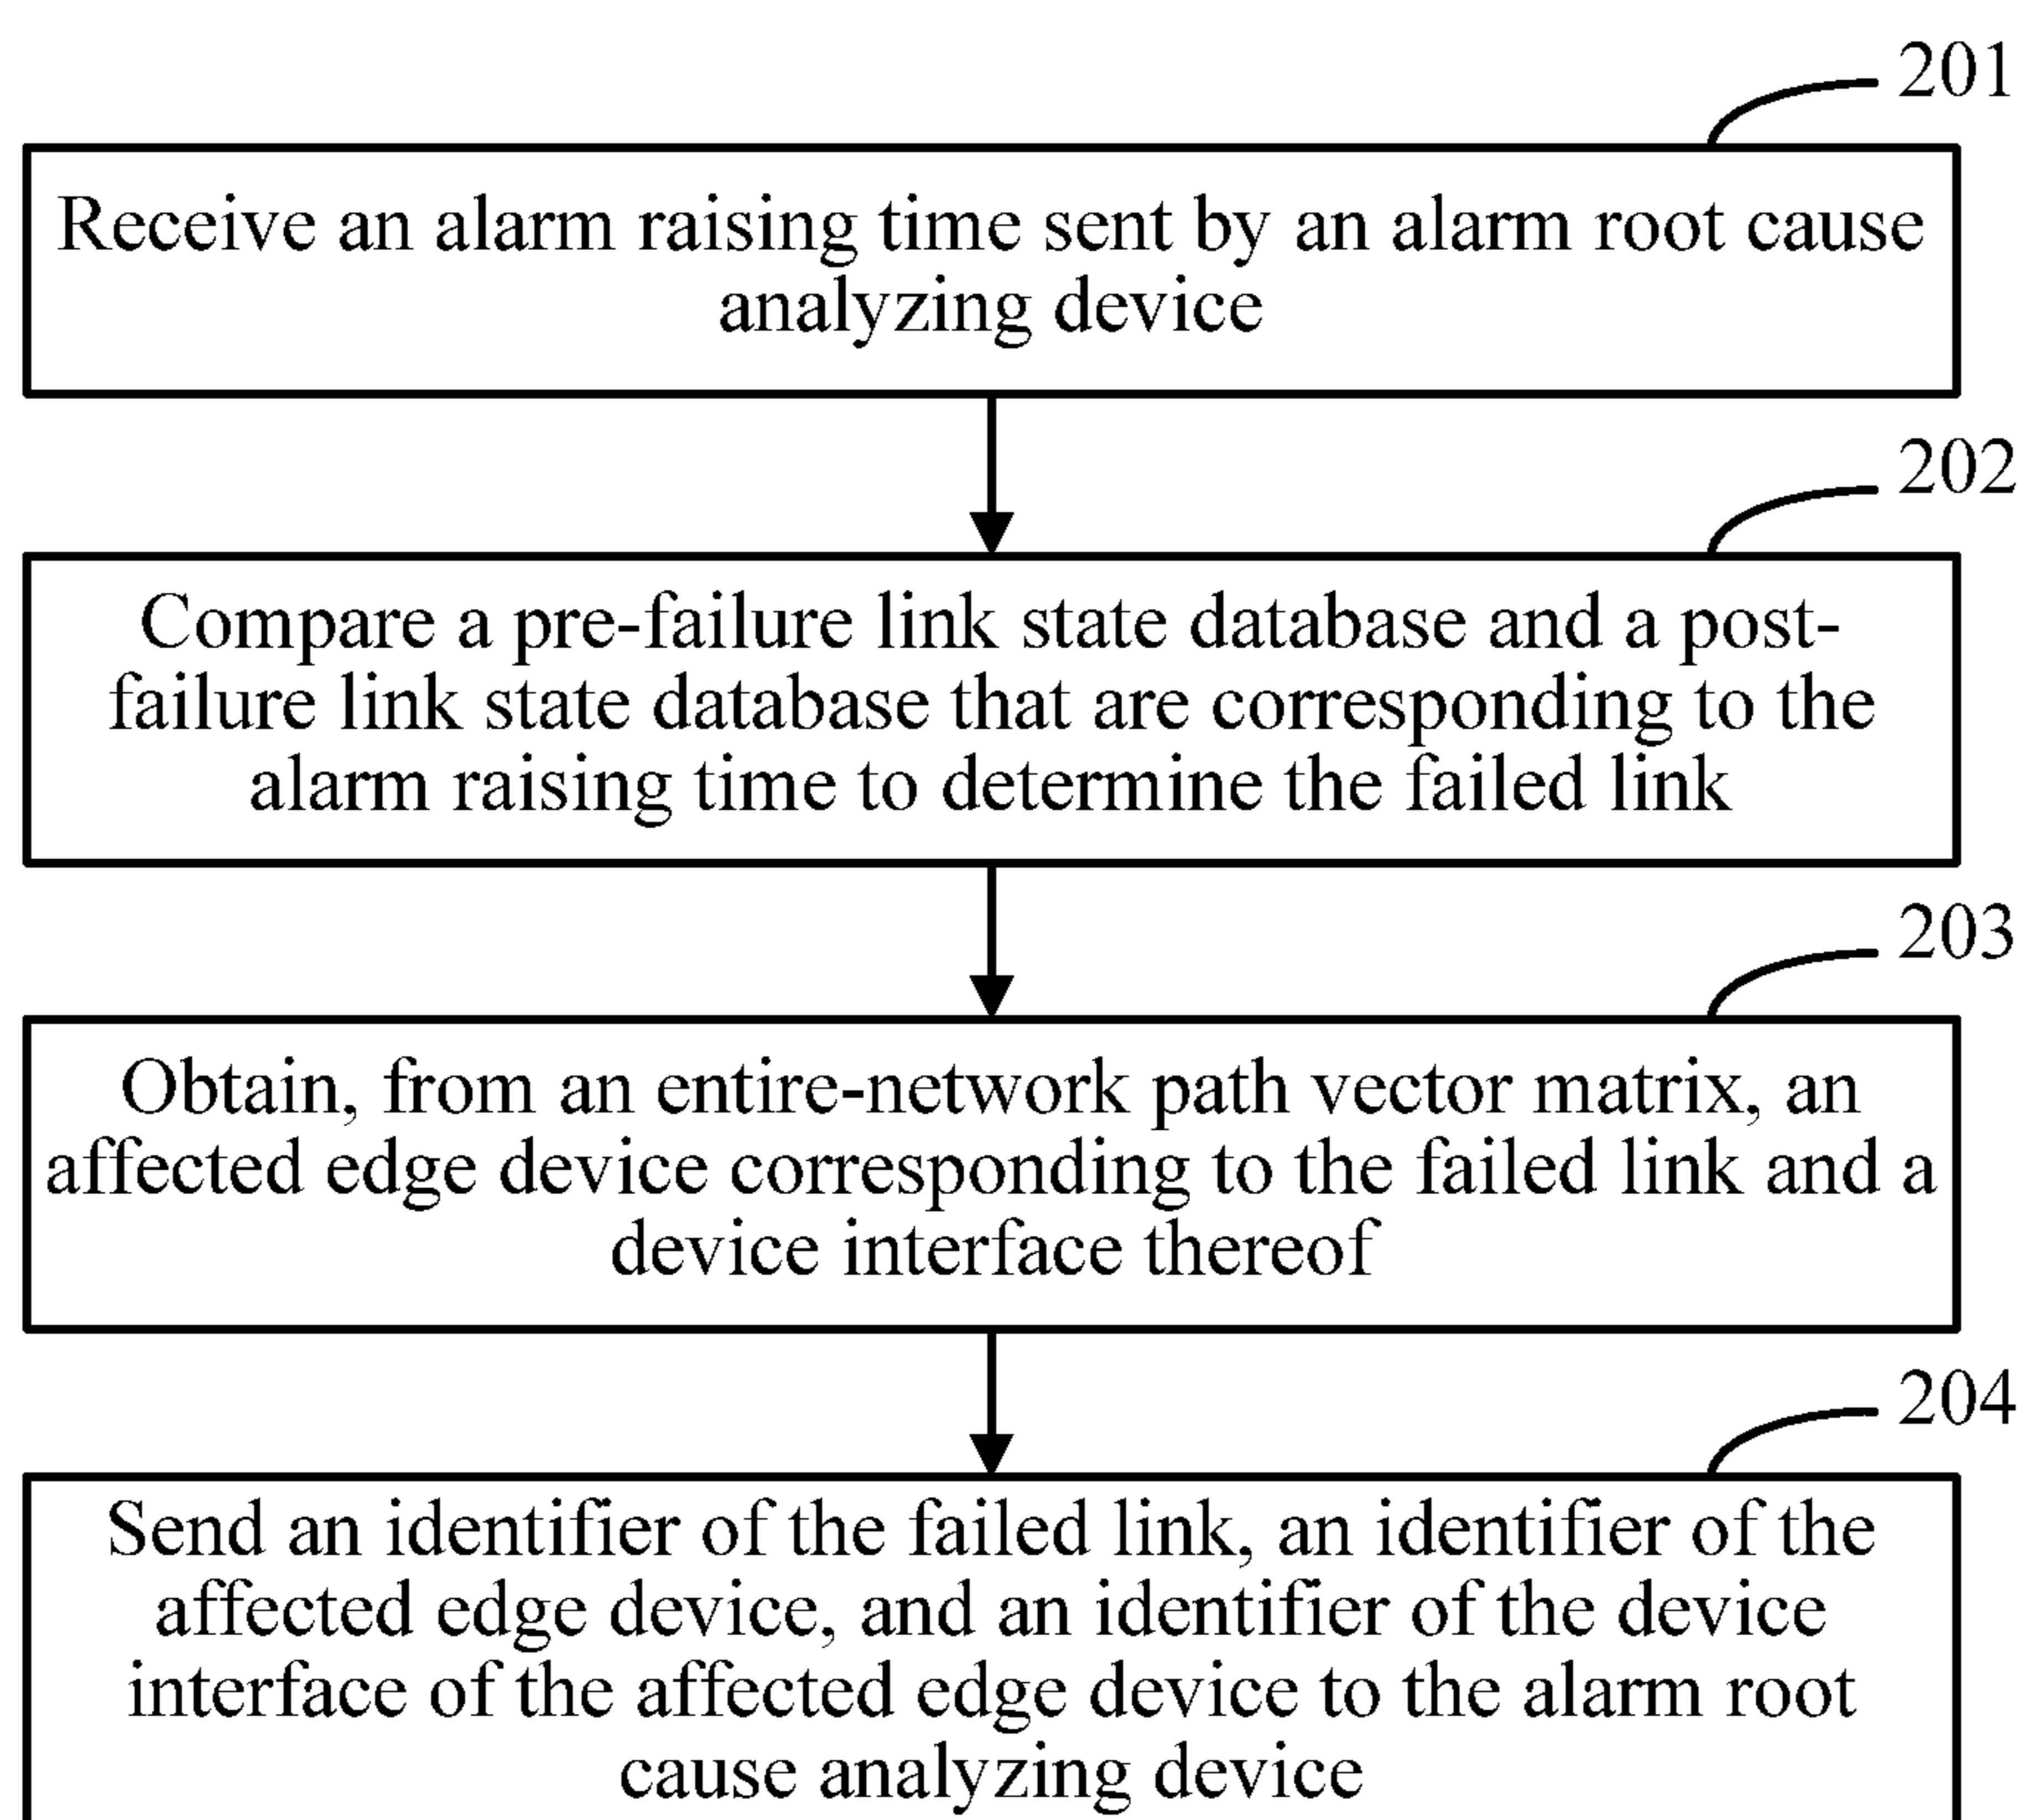 201
Receive an alarm raising time sent by an alarm root cause
analyzing device
202
Compare a pre-failure link state database and a post-
failure link state database that are corresponding to the
alarm raising time to determine the failed link
203
Obtain, from an entire-network path vector matrix, an
affected edge device corresponding to the failed link and a
device interface thereof
204
Send an identifier of the failed link, an identifier of the
affected edge device, and an identifier of the device
interface of the affected edge device to the alarm root
cause analyzing device